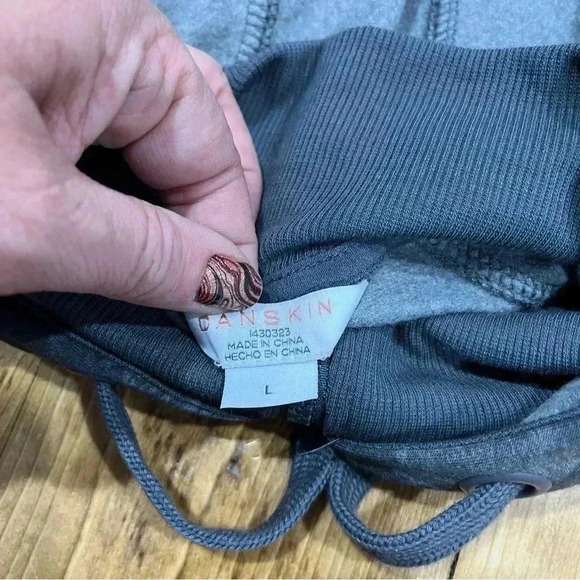 DANSKIN
1430323
MADE IN CHINA
HECHO EN CHINA
L